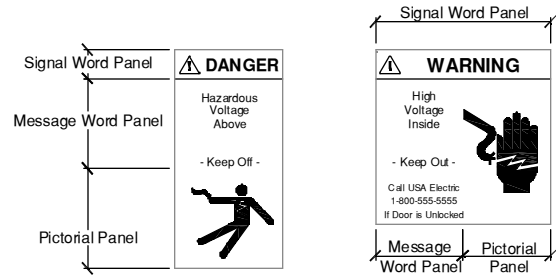 Signal Word Panel
Message Word Panel
Pictorial Panel
DANGER
Hazardous
Voltage
Above
- Keep Off -
Signal Word Panel
WARNING
High
Voltage
Inside
- Keep Out -
Call USA Electric
1-800-555-5555
If Door is Unlocked
Message
Word Panel
Pictorial
Panel